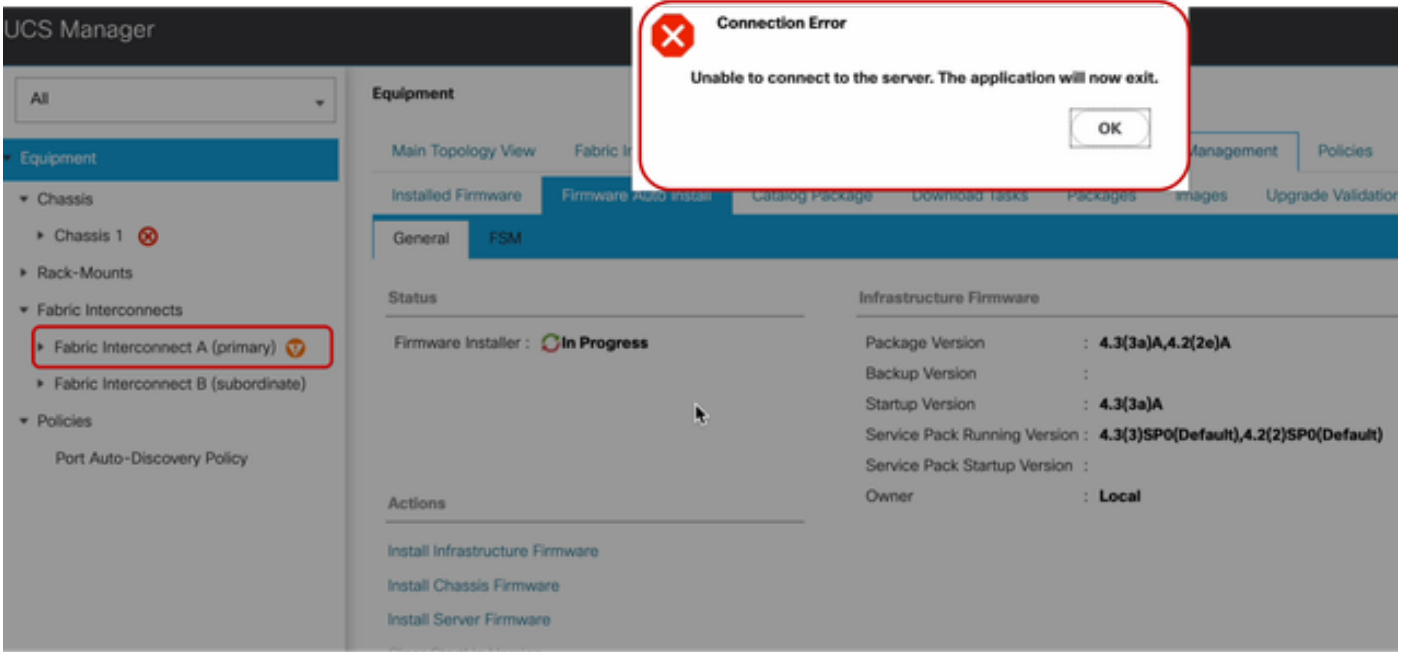 UCS Manager
Connection Error
Unable to connect to the server. The application will now exit.
OK
All
Equipment
Chassis
Chassis 1
Rack-Mounts
Fabric Interconnects
Fabric Interconnect A (primary)
Fabric Interconnect B (subordinate)
Policies
Port Auto-Discovery Policy
Equipment
Main Topology View Fabric In Management Policies
Installed Firmware Firmware Auto Install Catalog Package Download Tasks Packages Images Upgrade Validation
General FSM
Status Infrastructure Firmware
Firmware Installer : In Progress
Package Version : 4.3(3a)A,4.2(2e)A
Backup Version :
Startup Version : 4.3(3a)A
Service Pack Running Version : 4.3(3)SP0(Default),4.2(2)SP0(Default)
Service Pack Startup Version :
Owner : Local
Actions
Install Infrastructure Firmware
Install Chassis Firmware
Install Server Firmware